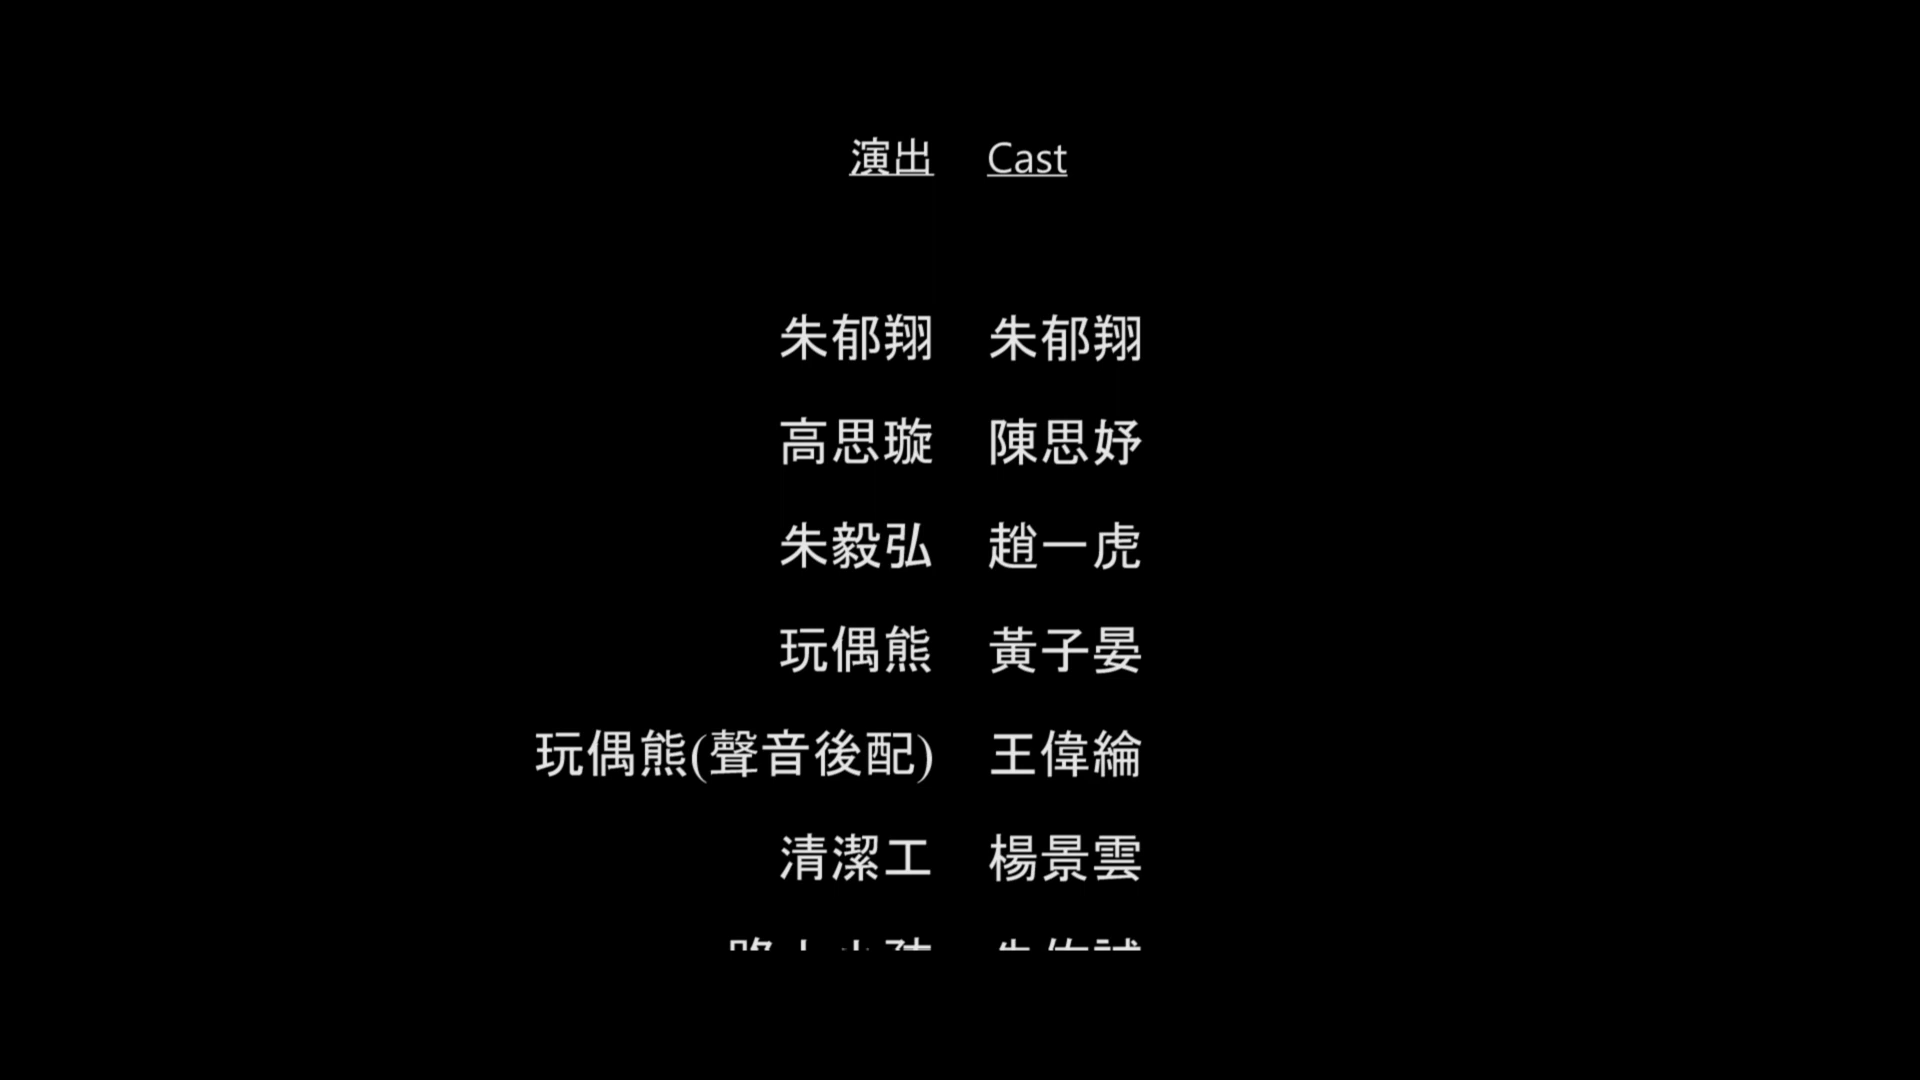 演出 Cast
朱郁翔 朱郁翔
高思璇 陳思妤
朱毅弘 趙一虎
玩偶熊 黃子晏
玩偶熊(聲音後配) 王偉綸
清潔工 楊景雲